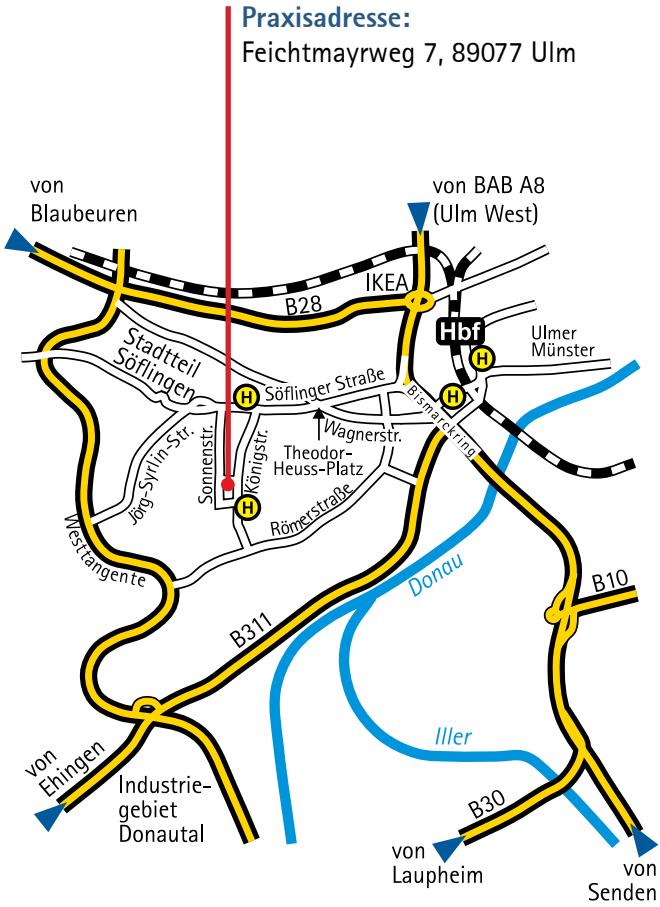 Praxisadresse:
Feichtmayrweg 7, 89077 Ulm
von
Blaubeuren
von BAB A8
(Ulm West)
IKEA
B28
Hbf
Ulmer
Münster
H
Stadtteil
Söflingen
Söflinger Straße
H
H
Bismarckring
Wagnerstr.
Theodor-
Heuss-Platz
Jörg-Syrlin-Str.
Sonnenstr.
Königstr.
H
Römerstraße
Westtangente
Donau
B10
B311
Iller
von
Ehingen
Industrie-
gebiet
Donautal
B30
von
Laupheim
von
Senden